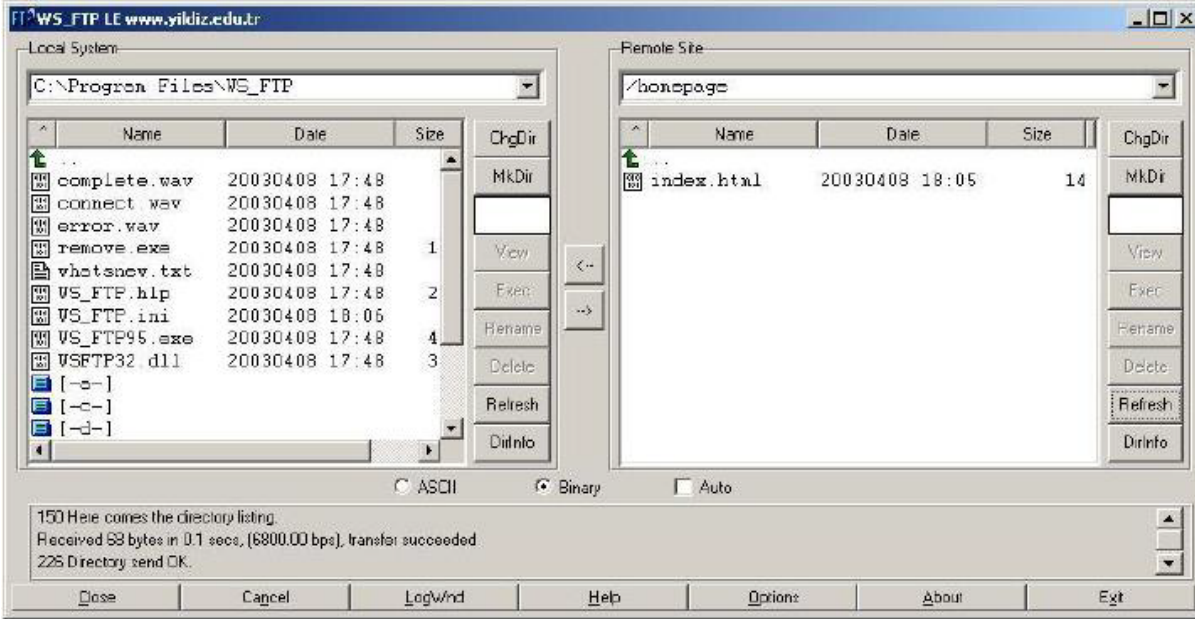 WS_FTP LE www.yildiz.edu.tr
Local System
Remote Site
C:\Program Files\WS_FTP
/homepage
^ Name Date Size
^ Name Date Size
ChgDir
ChgDir
..
..
MkDir
MkDir
complete.wav 20030408 17:48
index.html 20030408 18:05 14
connect.wav 20030408 17:48
error.wav 20030408 17:48
remove.exe 20030408 17:48 1
View
View
whatsnew.txt 20030408 17:48
<--
WS_FTP.hlp 20030408 17:48 2
Exec
Exec
WS_FTP.ini 20030408 18:06
-->
Rename
Rename
WS_FTP95.exe 20030408 17:48 4
WSFTP32.dll 20030408 17:48 3
Delete
Delete
[-a-]
[-c-]
Refresh
Refresh
[-d-]
DirInfo
DirInfo
ASCII Binary Auto
150 Here comes the directory listing.
Received 68 bytes in 0.1 secs, (6800.00 bps), transfer succeeded
226 Directory send OK.
Close Cancel LogWnd Help Options About Exit